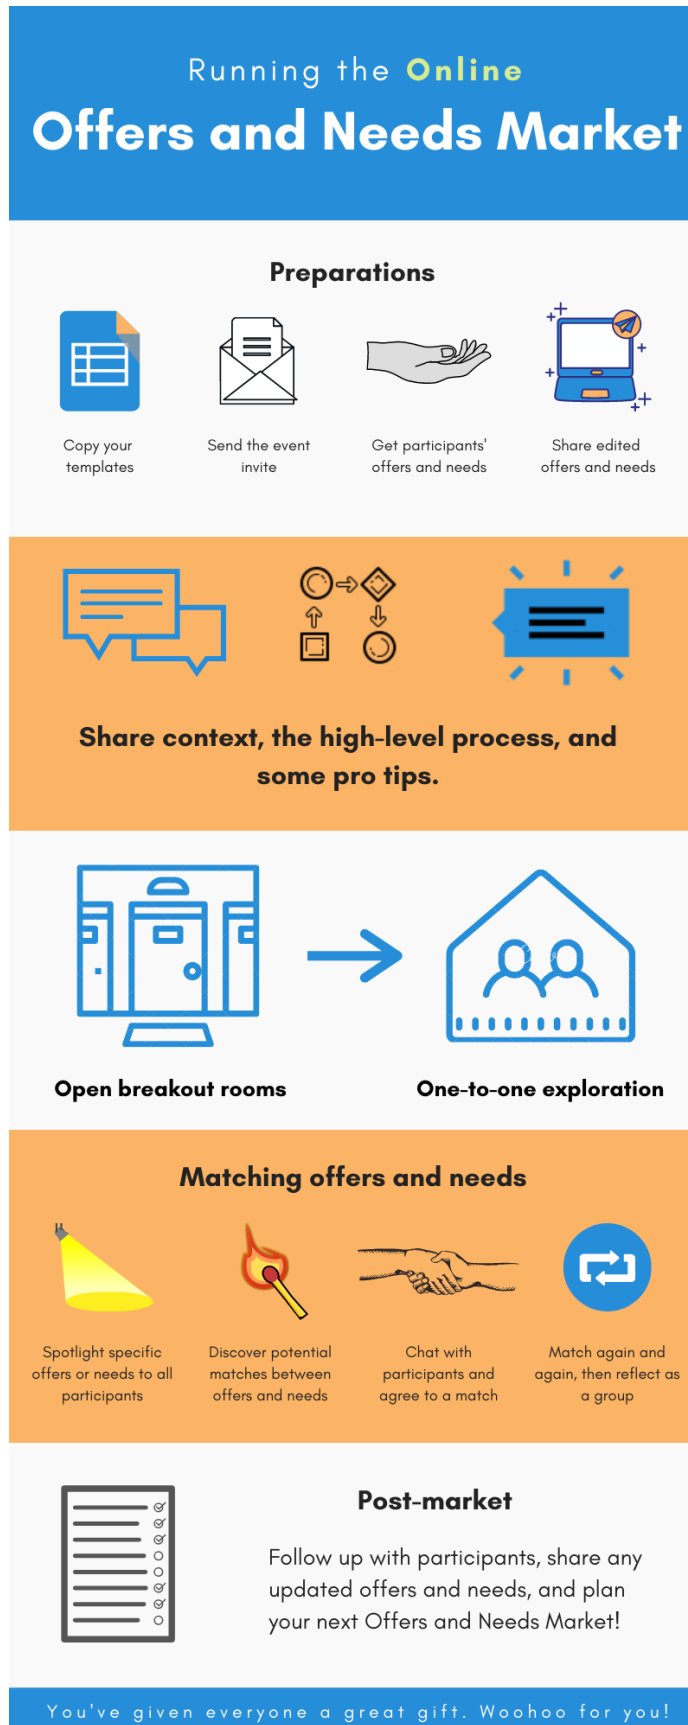 Running the Online
Offers and Needs Market
Preparations
Copy your
templates
Send the event
invite
Get participants'
offers and needs
Share edited
offers and needs
Share context, the high-level process, and
some pro tips.
Open breakout rooms
One-to-one exploration
Matching offers and needs
Spotlight specific
offers or needs to all
participants
Discover potential
matches between
offers and needs
Chat with
participants and
agree to a match
Match again and
again, then reflect as
a group
Post-market
Follow up with participants, share any
updated offers and needs, and plan
your next Offers and Needs Market!
You've given everyone a great gift. Woohoo for you!